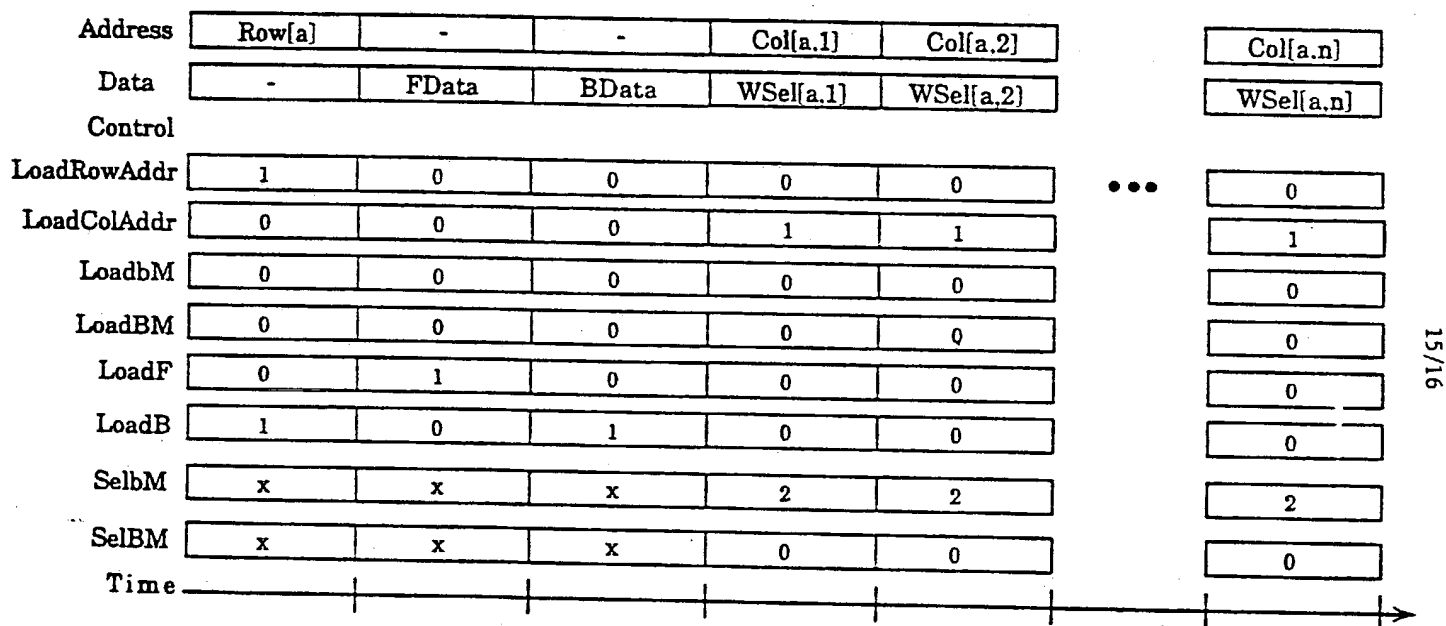 Address Row[a] - - Col[a,1] Col[a,2] Col[a.n]
Data - FData BData WSel[a,1] WSel[a,2] WSel[a,n]
Control
LoadRowAddr 1 0 0 0 0 ••• 0
LoadColAddr 0 0 0 1 1 1
LoadbM 0 0 0 0 0 0
LoadBM 0 0 0 0 0 0
LoadF 0 1 0 0 0 0
LoadB 1 0 1 0 0 0
SelbM x x x 2 2 2
SelBM x x x 0 0 0
Time
15/16